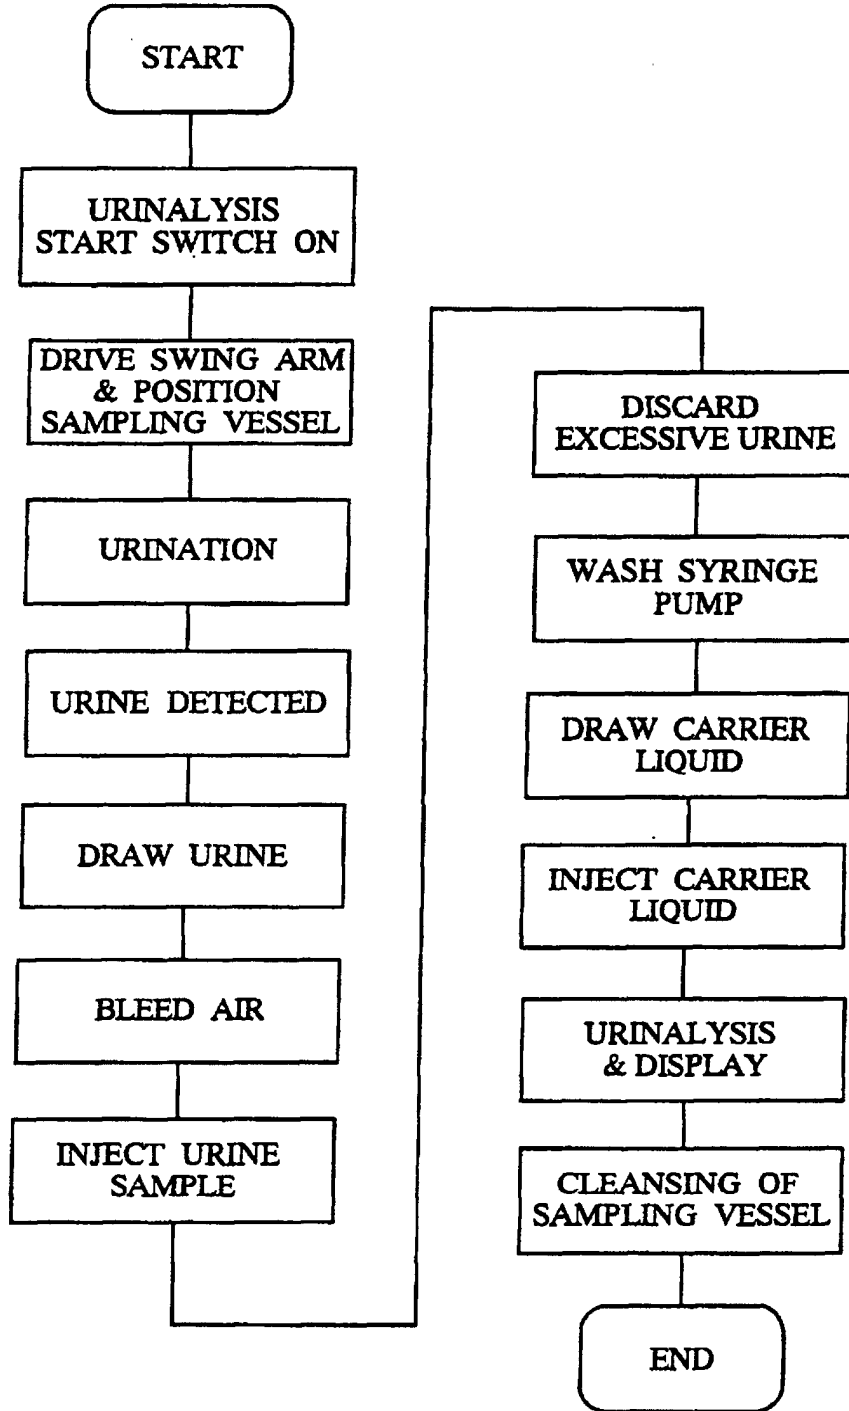 START
URINALYSIS
START SWITCH ON
DRIVE SWING ARM
& POSITION
SAMPLING VESSEL
URINATION
URINE DETECTED
DRAW URINE
BLEED AIR
INJECT URINE
SAMPLE
DISCARD
EXCESSIVE URINE
WASH SYRINGE
PUMP
DRAW CARRIER
LIQUID
INJECT CARRIER
LIQUID
URINALYSIS
& DISPLAY
CLEANSING OF
SAMPLING VESSEL
END